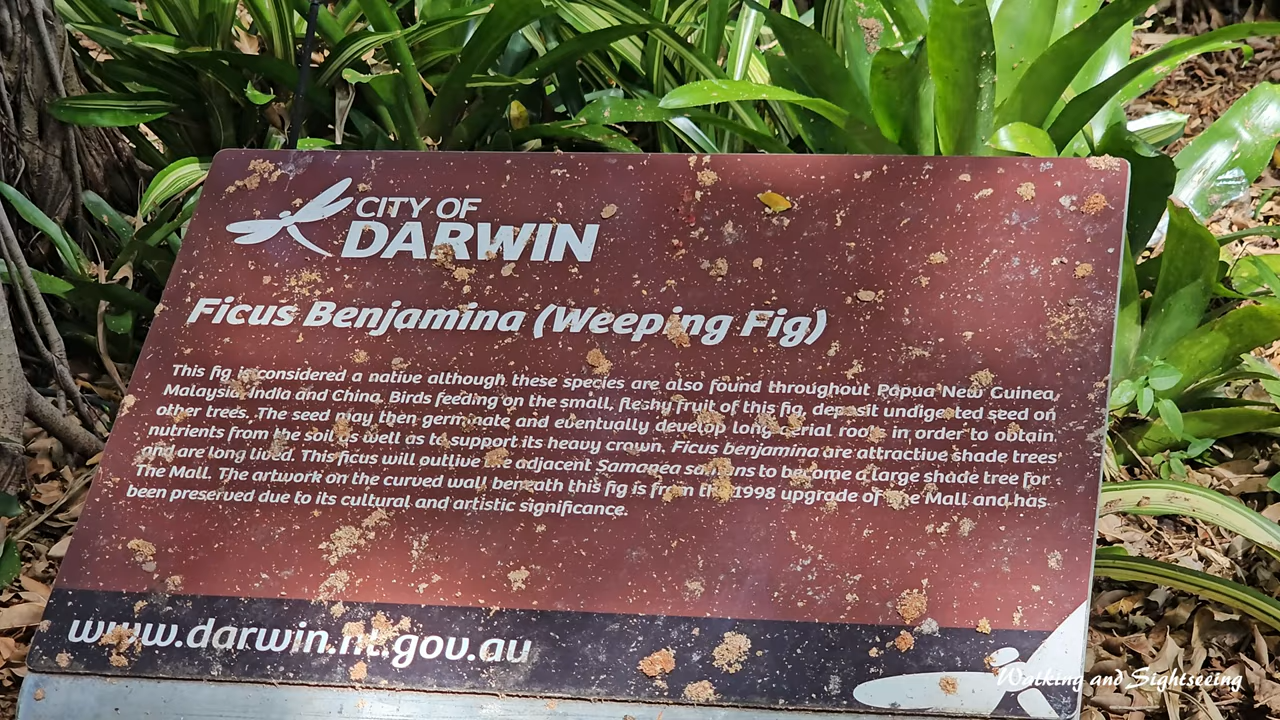 CITY OF
DARWIN
Ficus Benjamina (Weeping Fig)
This fig is considered a native although these species are also found throughout Papua New Guinea,
Malaysia, India and China. Birds feeding on the small, fleshy fruit of this fig, deposit undigested seed on
other trees. The seed may then germinate and eventually develop long aerial roots in order to obtain
nutrients from the soil as well as to support its heavy crown. Ficus benjamina are attractive shade trees
and are long lived. This ficus will outlive the adjacent Samanea samans to become a large shade tree for
The Mall. The artwork on the curved wall beneath this fig is from the 1998 upgrade of The Mall and has
been preserved due to its cultural and artistic significance.
www.darwin.nt.gov.au
Walking and Sightseeing